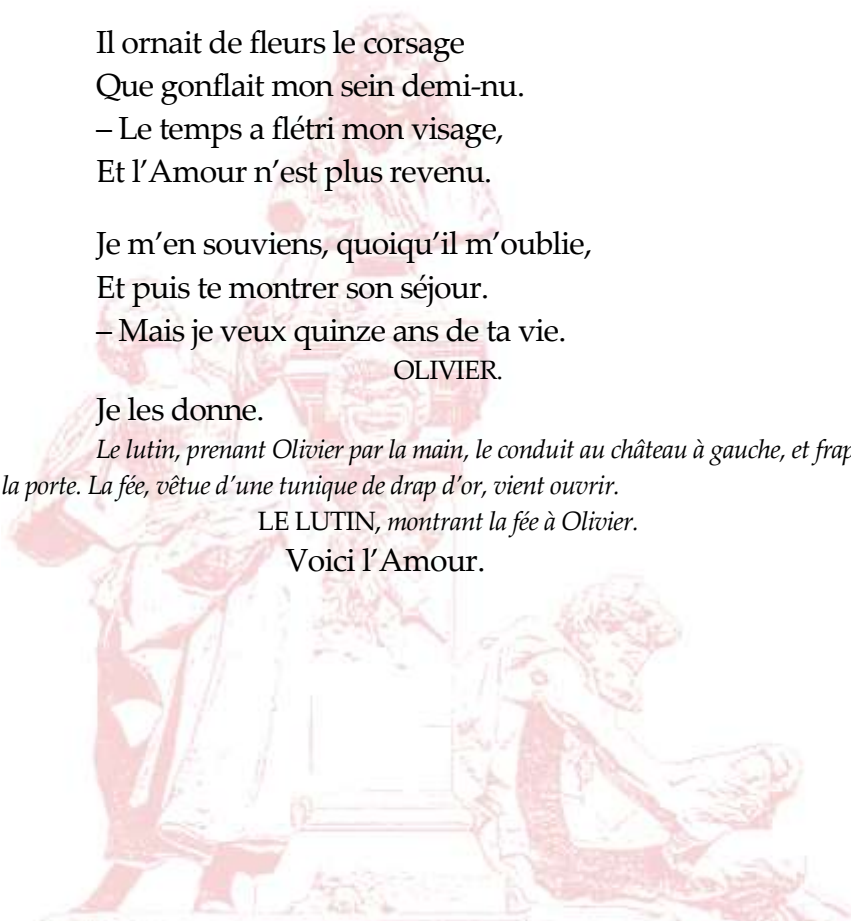 Il ornait de fleurs le corsage
Que gonflait mon sein demi-nu.
– Le temps a flétri mon visage,
Et l’Amour n’est plus revenu.
Je m’en souviens, quoiqu’il m’oublie,
Et puis te montrer son séjour.
– Mais je veux quinze ans de ta vie.
OLIVIER.
Je les donne.
Le lutin, prenant Olivier par la main, le conduit au château à gauche, et frap
la porte. La fée, vêtue d’une tunique de drap d’or, vient ouvrir.
LE LUTIN, montrant la fée à Olivier.
Voici l’Amour.